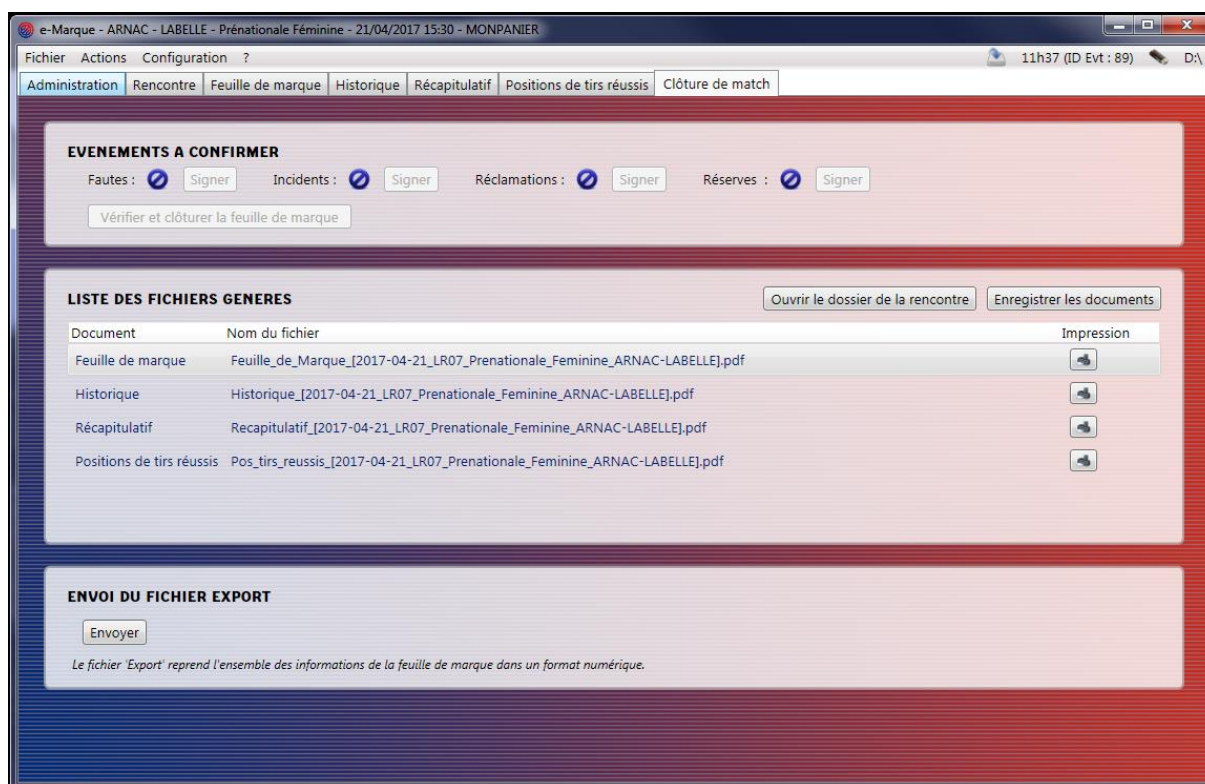 e-Marque - ARNAC - LABELLE - Prénationale Féminine - 21/04/2017 15:30 - MONPANIER
Fichier Actions Configuration ? 11h37 (ID Evt : 89) D:\
Administration Rencontre Feuille de marque Historique Récapitulatif Positions de tirs réussis Clôture de match
EVENEMENTS A CONFIRMER
Fautes : Signer Incidents : Signer Réclamations : Signer Réserves : Signer
Vérifier et clôturer la feuille de marque
LISTE DES FICHIERS GENERES Ouvrir le dossier de la rencontre Enregistrer les documents
Document Nom du fichier Impression
Feuille de marque Feuille_de_Marque_[2017-04-21_LR07_Prenationale_Feminine_ARNAC-LABELLE].pdf
Historique Historique_[2017-04-21_LR07_Prenationale_Feminine_ARNAC-LABELLE].pdf
Récapitulatif Recapitulatif_[2017-04-21_LR07_Prenationale_Feminine_ARNAC-LABELLE].pdf
Positions de tirs réussis Pos_tirs_reussis_[2017-04-21_LR07_Prenationale_Feminine_ARNAC-LABELLE].pdf
ENVOI DU FICHIER EXPORT
Envoyer
Le fichier 'Export' reprend l'ensemble des informations de la feuille de marque dans un format numérique.